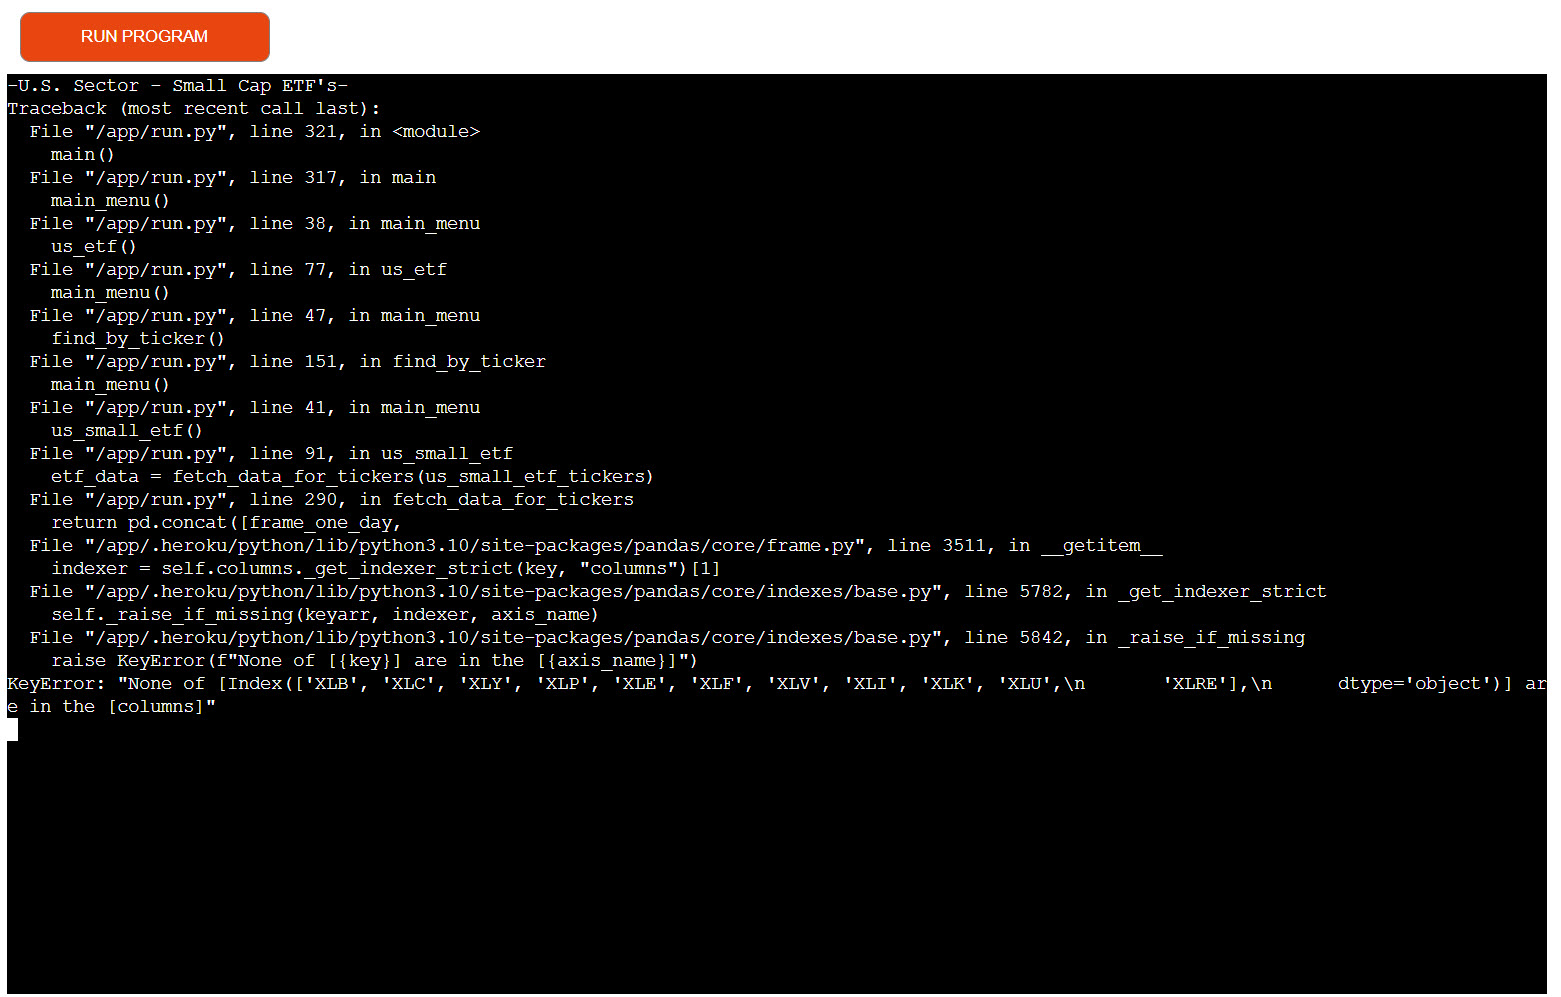 RUN PROGRAM
-U.S. Sector - Small Cap ETF's-
Traceback (most recent call last):
  File "/app/run.py", line 321, in <module>
    main()
  File "/app/run.py", line 317, in main
    main_menu()
  File "/app/run.py", line 38, in main_menu
    us_etf()
  File "/app/run.py", line 77, in us_etf
    main_menu()
  File "/app/run.py", line 47, in main_menu
    find_by_ticker()
  File "/app/run.py", line 151, in find_by_ticker
    main_menu()
  File "/app/run.py", line 41, in main_menu
    us_small_etf()
  File "/app/run.py", line 91, in us_small_etf
    etf_data = fetch_data_for_tickers(us_small_etf_tickers)
  File "/app/run.py", line 290, in fetch_data_for_tickers
    return pd.concat([frame_one_day,
  File "/app/.heroku/python/lib/python3.10/site-packages/pandas/core/frame.py", line 3511, in __getitem__
    indexer = self.columns._get_indexer_strict(key, "columns")[1]
  File "/app/.heroku/python/lib/python3.10/site-packages/pandas/core/indexes/base.py", line 5782, in _get_indexer_strict
    self._raise_if_missing(keyarr, indexer, axis_name)
  File "/app/.heroku/python/lib/python3.10/site-packages/pandas/core/indexes/base.py", line 5842, in _raise_if_missing
    raise KeyError(f"None of [{key}] are in the [{axis_name}]")
KeyError: "None of [Index(['XLB', 'XLC', 'XLY', 'XLP', 'XLE', 'XLF', 'XLV', 'XLI', 'XLK', 'XLU',\n       'XLRE'],\n      dtype='object')] ar
e in the [columns]"